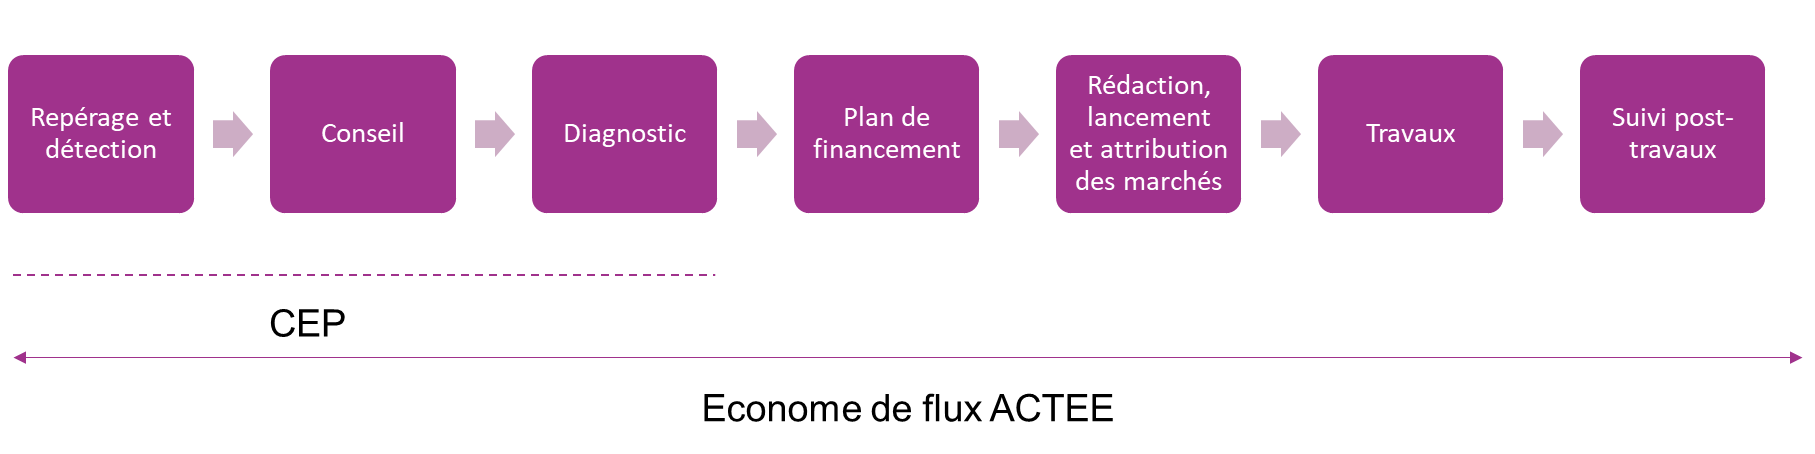 Repérage et
détection
Conseil
Diagnostic
Plan de
financement
Rédaction,
lancement
et attribution
des marchés
Travaux
Suivi post-
travaux
CEP
Econome de flux ACTEE